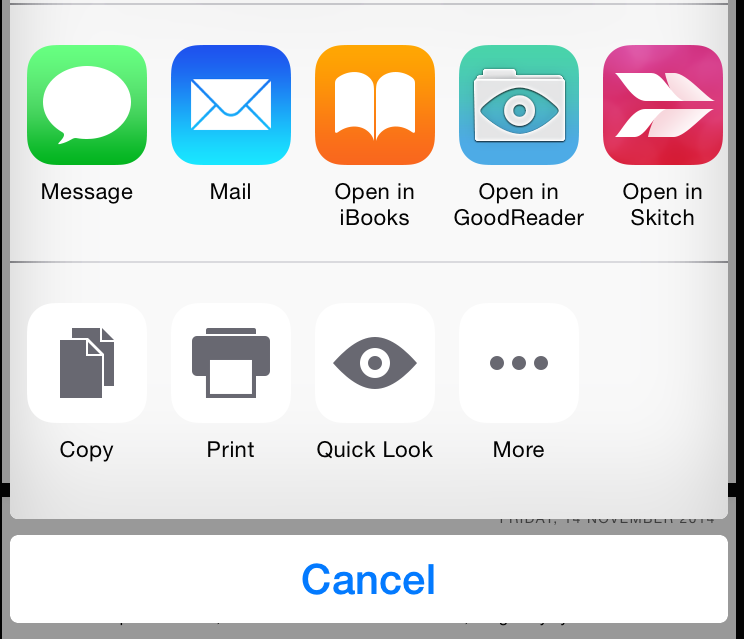 Message
Mail
Open in
iBooks
Open in
GoodReader
Open in
Skitch
Copy
Print
Quick Look
More
FRIDAY, 14 NOVEMBER 2014
Cancel